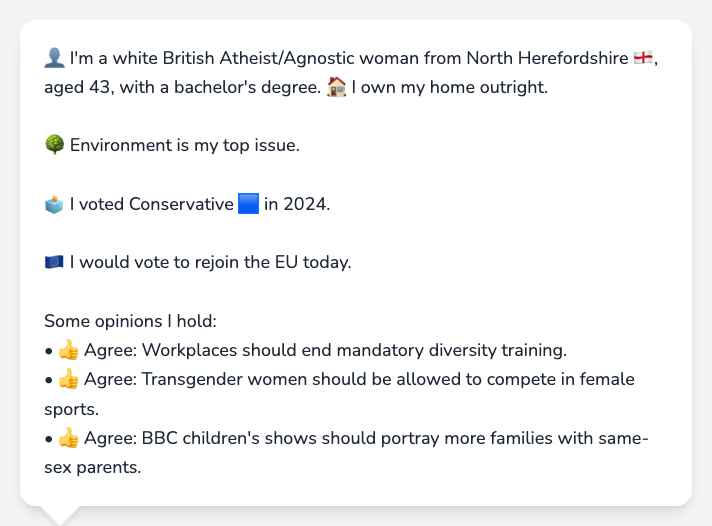 👤 I'm a white British Atheist/Agnostic woman from North Herefordshire 🏴󠁧󠁢󠁥󠁮󠁧󠁿,
aged 43, with a bachelor's degree. 🏠 I own my home outright.
🌳 Environment is my top issue.
🗳️ I voted Conservative 🟦 in 2024.
🇪🇺 I would vote to rejoin the EU today.
Some opinions I hold:
• 👍 Agree: Workplaces should end mandatory diversity training.
• 👍 Agree: Transgender women should be allowed to compete in female
sports.
• 👍 Agree: BBC children's shows should portray more families with same-
sex parents.